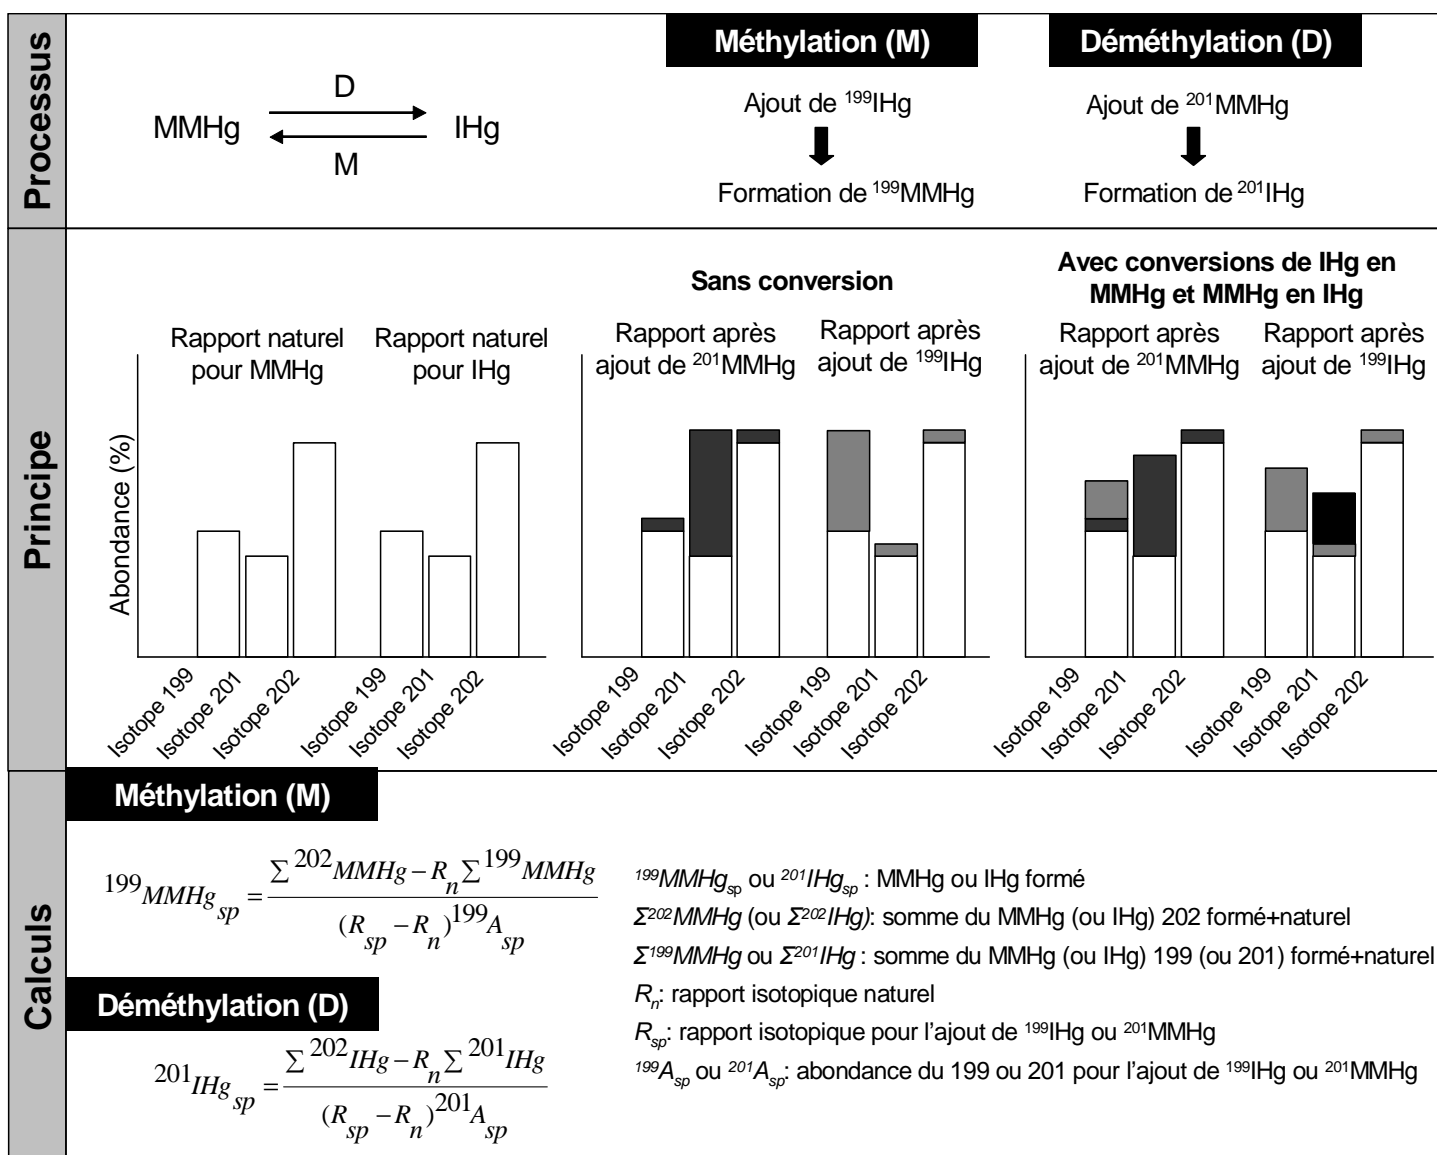 Processus
D
MMHg IHg
M
Méthylation (M)
Ajout de ¹⁹⁹IHg
Formation de ¹⁹⁹MMHg
Déméthylation (D)
Ajout de ²⁰¹MMHg
Formation de ²⁰¹IHg
Principe
Abondance (%)
Rapport naturel
pour MMHg
Rapport naturel
pour IHg
Isotope 199
Isotope 201
Isotope 202
Isotope 199
Isotope 201
Isotope 202
Sans conversion
Rapport après
ajout de ²⁰¹MMHg
Rapport après
ajout de ¹⁹⁹IHg
Isotope 199
Isotope 201
Isotope 202
Isotope 199
Isotope 201
Isotope 202
Avec conversions de IHg en
MMHg et MMHg en IHg
Rapport après
ajout de ²⁰¹MMHg
Rapport après
ajout de ¹⁹⁹IHg
Isotope 199
Isotope 201
Isotope 202
Isotope 199
Isotope 201
Isotope 202
Calculs
Méthylation (M)
¹⁹⁹MMHg_sp = (Σ ²⁰²MMHg – R_n Σ ¹⁹⁹MMHg) / ((R_sp – R_n) ¹⁹⁹A_sp)
Déméthylation (D)
²⁰¹IHg_sp = (Σ ²⁰²IHg – R_n Σ ²⁰¹IHg) / ((R_sp – R_n) ²⁰¹A_sp)
¹⁹⁹MMHg_sp ou ²⁰¹IHg_sp : MMHg ou IHg formé
Σ²⁰²MMHg (ou Σ²⁰²IHg): somme du MMHg (ou IHg) 202 formé+naturel
Σ¹⁹⁹MMHg ou Σ²⁰¹IHg : somme du MMHg (ou IHg) 199 (ou 201) formé+naturel
R_n: rapport isotopique naturel
R_sp: rapport isotopique pour l'ajout de ¹⁹⁹IHg ou ²⁰¹MMHg
¹⁹⁹A_sp ou ²⁰¹A_sp: abondance du 199 ou 201 pour l'ajout de ¹⁹⁹IHg ou ²⁰¹MMHg